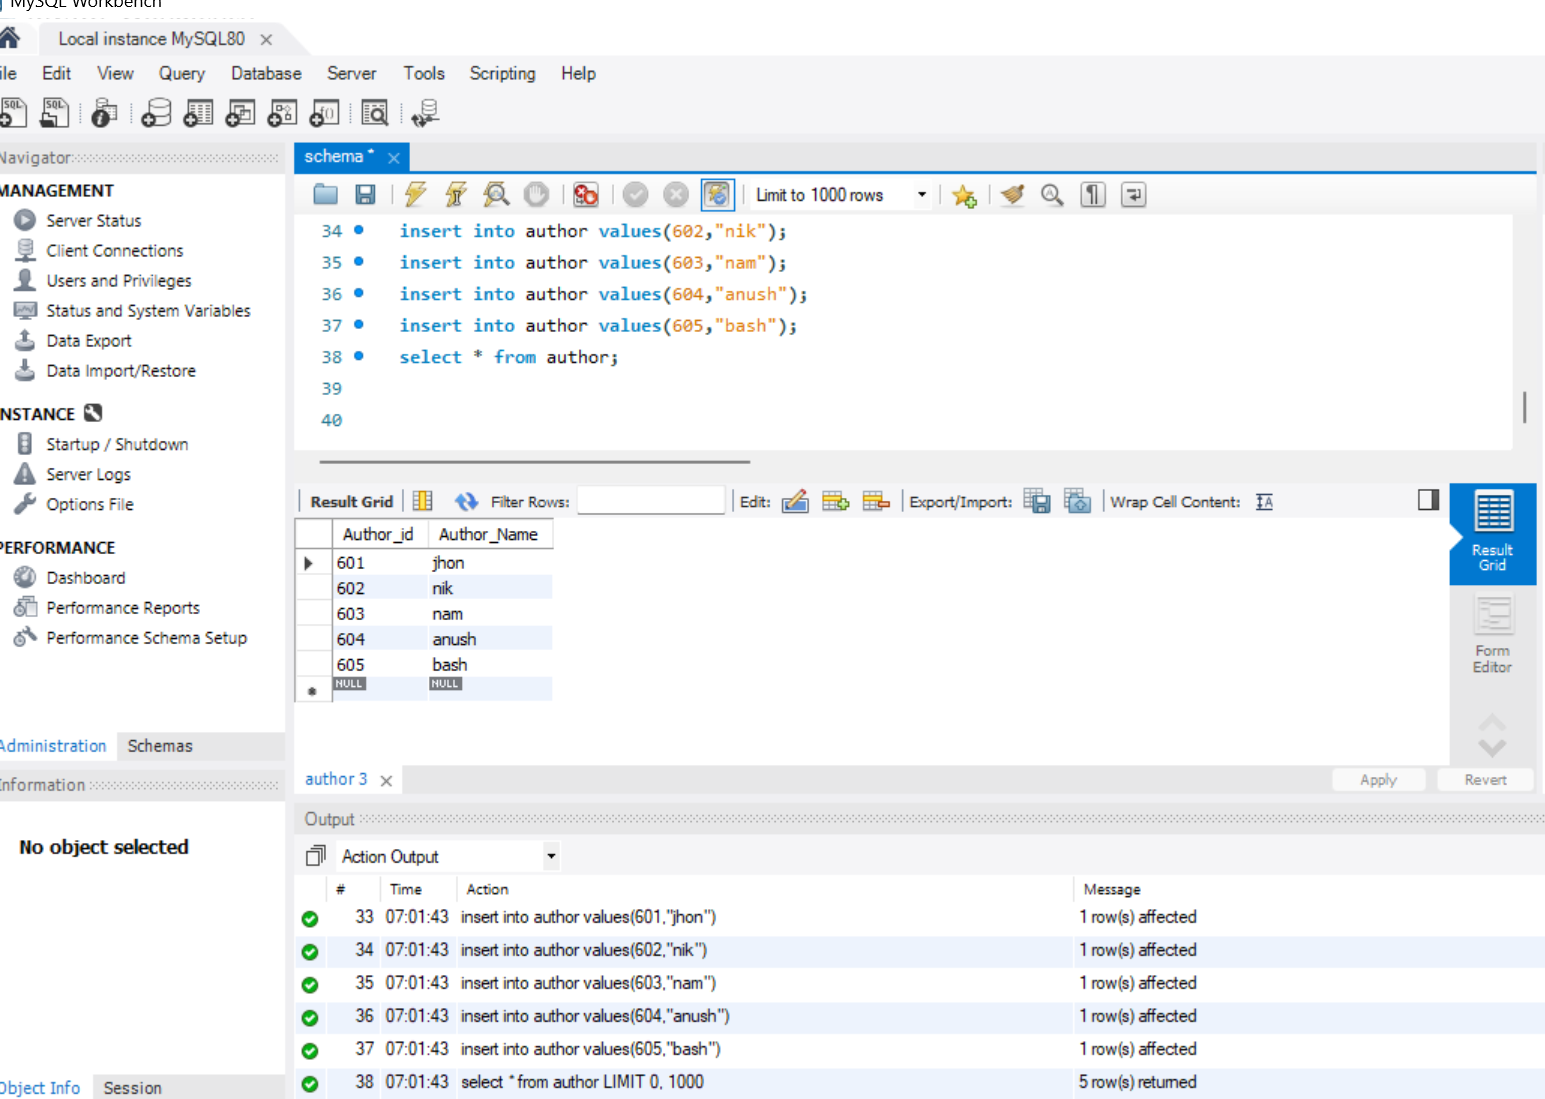 MySQL Workbench
Local instance MySQL80
ile Edit View Query Database Server Tools Scripting Help
Navigator
schema*
MANAGEMENT
Server Status
Client Connections
Users and Privileges
Status and System Variables
Data Export
Data Import/Restore
INSTANCE
Startup / Shutdown
Server Logs
Options File
PERFORMANCE
Dashboard
Performance Reports
Performance Schema Setup
Administration Schemas
Information
No object selected
Object Info Session
Limit to 1000 rows
34 insert into author values(602,"nik");
35 insert into author values(603,"nam");
36 insert into author values(604,"anush");
37 insert into author values(605,"bash");
38 select * from author;
39
40
Result Grid Filter Rows: Edit: Export/Import: Wrap Cell Content:
Author_id Author_Name
601 jhon
602 nik
603 nam
604 anush
605 bash
NULL NULL
Result
Grid
Form
Editor
author 3
Apply Revert
Output
Action Output
# Time Action Message
33 07:01:43 insert into author values(601,"jhon") 1 row(s) affected
34 07:01:43 insert into author values(602,"nik") 1 row(s) affected
35 07:01:43 insert into author values(603,"nam") 1 row(s) affected
36 07:01:43 insert into author values(604,"anush") 1 row(s) affected
37 07:01:43 insert into author values(605,"bash") 1 row(s) affected
38 07:01:43 select * from author LIMIT 0, 1000 5 row(s) returned